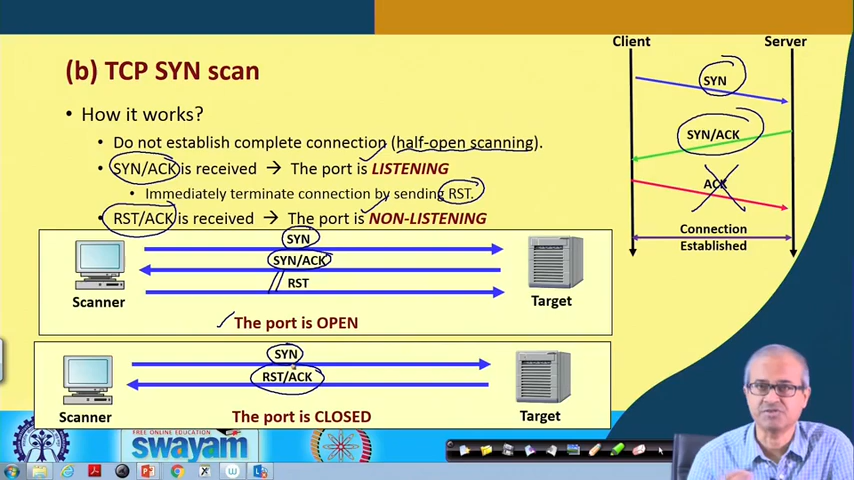 (b) TCP SYN scan
• How it works?
• Do not establish complete connection (half-open scanning).
• SYN/ACK is received → The port is LISTENING
• Immediately terminate connection by sending RST.
• RST/ACK is received → The port is NON-LISTENING
Client
Server
SYN
SYN/ACK
ACK
Connection
Established
SYN
SYN/ACK
RST
Scanner
Target
The port is OPEN
SYN
RST/ACK
Scanner
Target
The port is CLOSED
FREE ONLINE EDUCATION
swayam